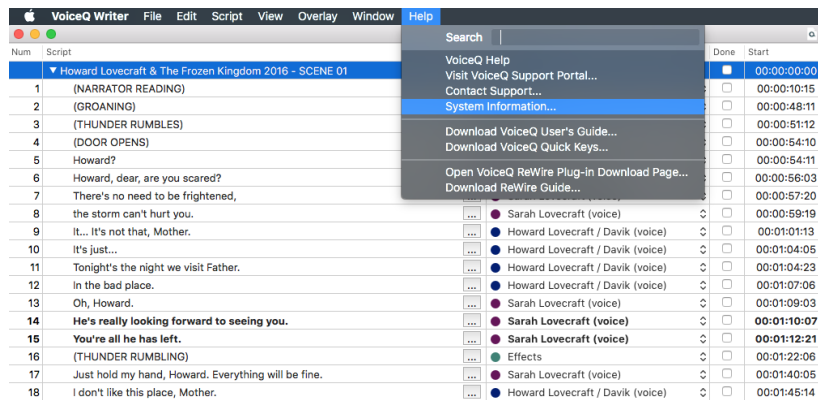 VoiceQ Writer File Edit Script View Overlay Window Help
Search
Num Script Done Start
Howard Lovecraft & The Frozen Kingdom 2016 - SCENE 01 00:00:00:00
VoiceQ Help
Visit VoiceQ Support Portal...
Contact Support...
System Information...
Download VoiceQ User's Guide...
Download VoiceQ Quick Keys...
Open VoiceQ ReWire Plug-in Download Page...
Download ReWire Guide...
1 (NARRATOR READING) 00:00:10:15
2 (GROANING) 00:00:48:11
3 (THUNDER RUMBLES) 00:00:51:12
4 (DOOR OPENS) 00:00:54:10
5 Howard? 00:00:54:11
6 Howard, dear, are you scared? 00:00:56:03
7 There's no need to be frightened, ... 00:00:57:20
8 the storm can't hurt you. ... Sarah Lovecraft (voice) 00:00:59:19
9 It... It's not that, Mother. ... Howard Lovecraft / Davik (voice) 00:01:01:13
10 It's just... ... Howard Lovecraft / Davik (voice) 00:01:04:05
11 Tonight's the night we visit Father. ... Howard Lovecraft / Davik (voice) 00:01:04:23
12 In the bad place. ... Howard Lovecraft / Davik (voice) 00:01:07:06
13 Oh, Howard. ... Sarah Lovecraft (voice) 00:01:09:03
14 He's really looking forward to seeing you. ... Sarah Lovecraft (voice) 00:01:10:07
15 You're all he has left. ... Sarah Lovecraft (voice) 00:01:12:21
16 (THUNDER RUMBLING) ... Effects 00:01:22:06
17 Just hold my hand, Howard. Everything will be fine. ... Sarah Lovecraft (voice) 00:01:40:05
18 I don't like this place, Mother. ... Howard Lovecraft / Davik (voice) 00:01:45:14